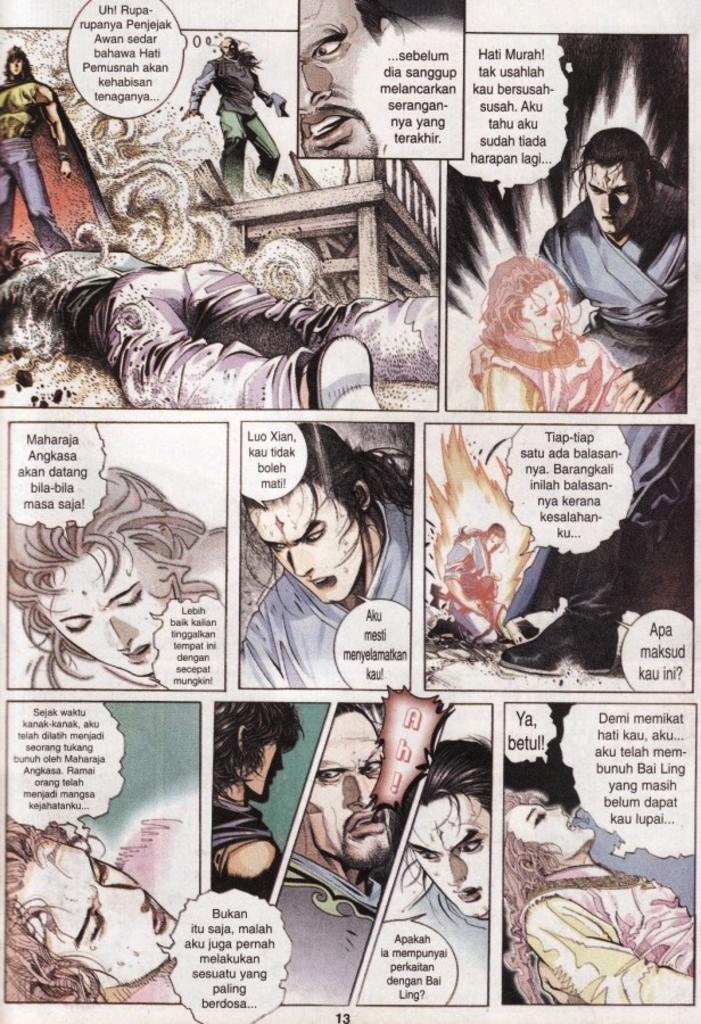 Uh! Rupa-
rupanya Penjejak
Awan sedar
bahawa Hati
Pemusnah akan
kehabisan
tenaganya...
...sebelum
dia sanggup
melancarkan
serangan-
nya yang
terakhir.
Hati Murah!
tak usahlah
kau bersusah-
susah. Aku
tahu aku
sudah tiada
harapan lagi...
Maharaja
Angkasa
akan datang
bila-bila
masa saja!
Lebih
baik kalian
tinggalkan
tempat ini
dengan
secepat
mungkin!
Luo Xian,
kau tidak
boleh
mati!
Aku
mesti
menyelamatkan
kau!
Tiap-tiap
satu ada balasan-
nya. Barangkali
inilah balasan-
nya kerana
kesalahan-
ku...
Apa
maksud
kau ini?
Sejak waktu
kanak-kanak, aku
telah dilatih menjadi
seorang tukang
bunuh oleh Maharaja
Angkasa. Ramai
orang telah
menjadi mangsa
kejahatanku...
Bukan
itu saja, malah
aku juga pernah
melakukan
sesuatu yang
paling
berdosa...
Ah!
Apakah
ia mempunyai
perkaitan
dengan Bai
Ling?
Ya,
betul!
Demi memikat
hati kau, aku...
aku telah mem-
bunuh Bai Ling
yang masih
belum dapat
kau lupai...
13